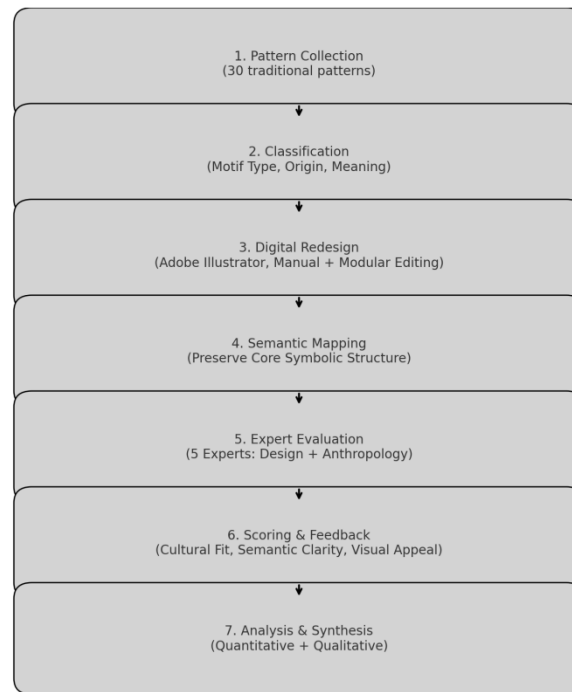 1. Pattern Collection
(30 traditional patterns)
2. Classification
(Motif Type, Origin, Meaning)
3. Digital Redesign
(Adobe Illustrator, Manual + Modular Editing)
4. Semantic Mapping
(Preserve Core Symbolic Structure)
5. Expert Evaluation
(5 Experts: Design + Anthropology)
6. Scoring & Feedback
(Cultural Fit, Semantic Clarity, Visual Appeal)
7. Analysis & Synthesis
(Quantitative + Qualitative)